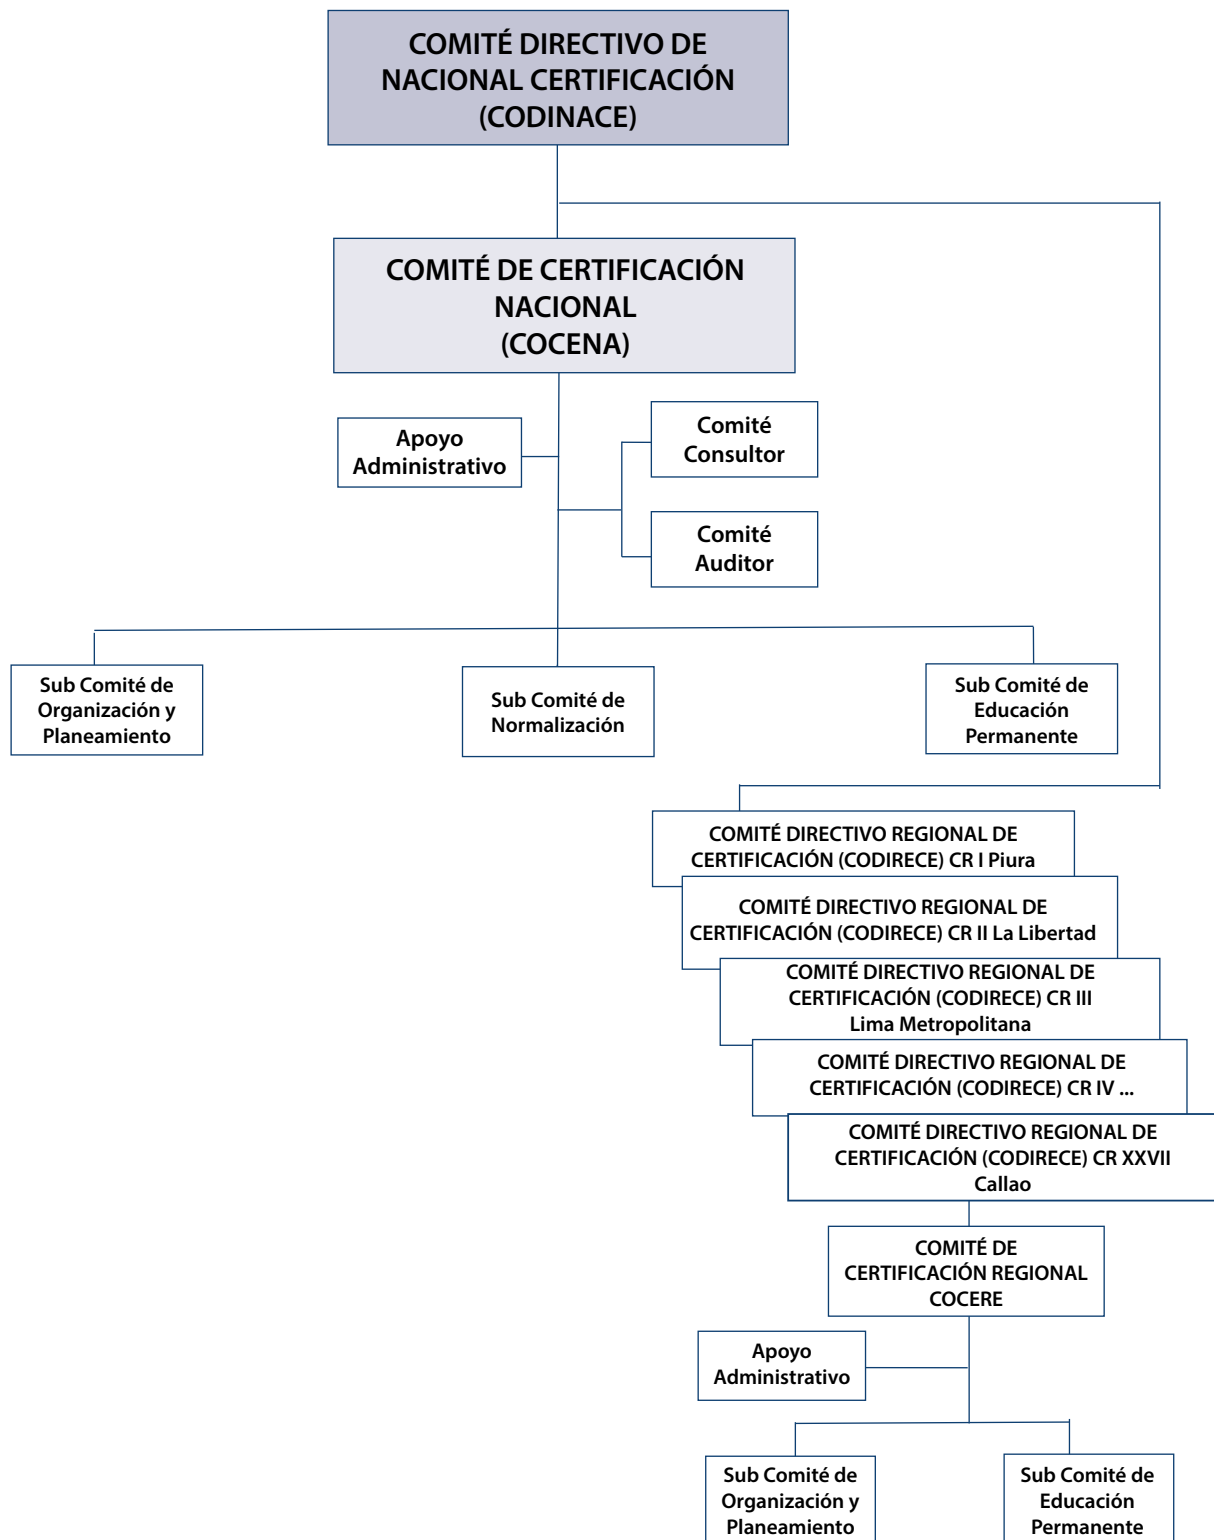 COMITÉ DIRECTIVO DE
NACIONAL CERTIFICACIÓN
(CODINACE)
COMITÉ DE CERTIFICACIÓN
NACIONAL
(COCENA)
Apoyo
Administrativo
Comité
Consultor
Comité
Auditor
Sub Comité de
Organización y
Planeamiento
Sub Comité de
Normalización
Sub Comité de
Educación
Permanente
COMITÉ DIRECTIVO REGIONAL DE
CERTIFICACIÓN (CODIRECE) CR I Piura
COMITÉ DIRECTIVO REGIONAL DE
CERTIFICACIÓN (CODIRECE) CR II La Libertad
COMITÉ DIRECTIVO REGIONAL DE
CERTIFICACIÓN (CODIRECE) CR III
Lima Metropolitana
COMITÉ DIRECTIVO REGIONAL DE
CERTIFICACIÓN (CODIRECE) CR IV ...
COMITÉ DIRECTIVO REGIONAL DE
CERTIFICACIÓN (CODIRECE) CR XXVII
Callao
COMITÉ DE
CERTIFICACIÓN REGIONAL
COCERE
Apoyo
Administrativo
Sub Comité de
Organización y
Planeamiento
Sub Comité de
Educación
Permanente